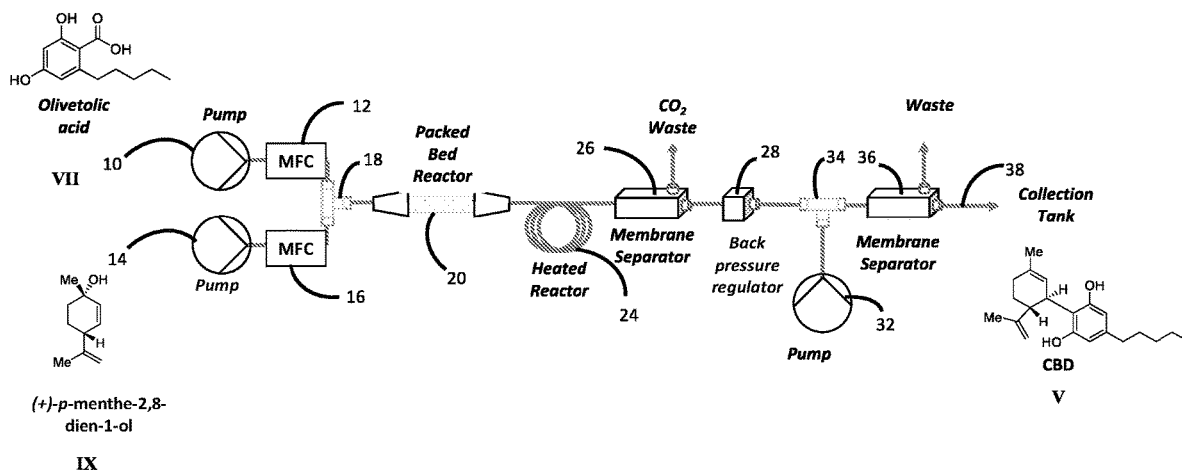 OH
O
OH
HO
Olivetolic
acid
VII
10
Pump
12
MFC
18
Packed
Bed
Reactor
20
14
Pump
MFC
16
Me
OH
H
Me
(+)-p-menthe-2,8-
dien-1-ol
IX
Heated
Reactor
24
CO2
Waste
26
Membrane
Separator
28
Back
pressure
regulator
34
32
Pump
Waste
36
Membrane
Separator
38
Collection
Tank
Me
H
OH
Me
H
HO
CBD
V